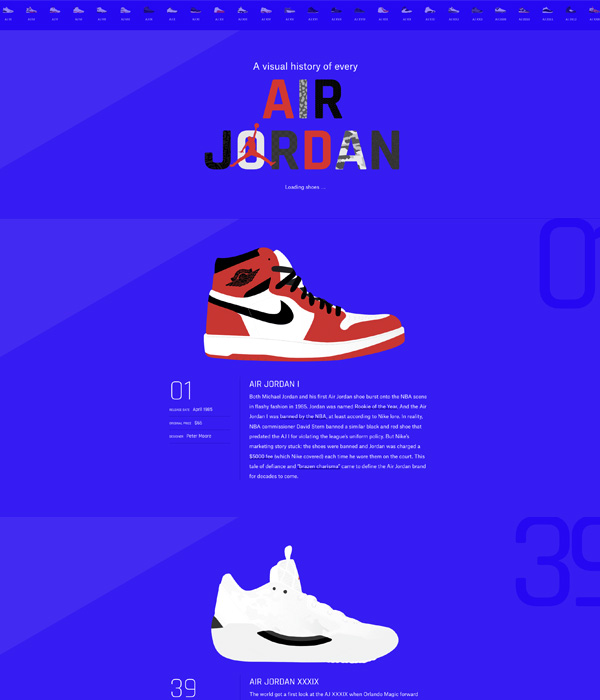 A visual history of every
AIR
JORDAN
Loading shoes ...
01
01
RELEASE DATE April 1985
ORIGINAL PRICE $65
DESIGNER Peter Moore
AIR JORDAN I
Both Michael Jordan and his first Air Jordan shoe burst onto the NBA scene
in flashy fashion in 1985. Jordan was named Rookie of the Year. And the Air
Jordan I was banned by the NBA, at least according to Nike lore. In reality,
NBA commissioner David Stern banned a similar black and red shoe that
predated the AJ I for violating the league's uniform policy. But Nike's
marketing story stuck: the shoes were banned and Jordan was charged a
$5000 fee (which Nike covered) each time he wore them on the court. This
tale of defiance and "brazen charisma" came to define the Air Jordan brand
for decades to come.
39
39
AIR JORDAN XXXIX
The world got a first look at the AJ XXXIX when Orlando Magic forward